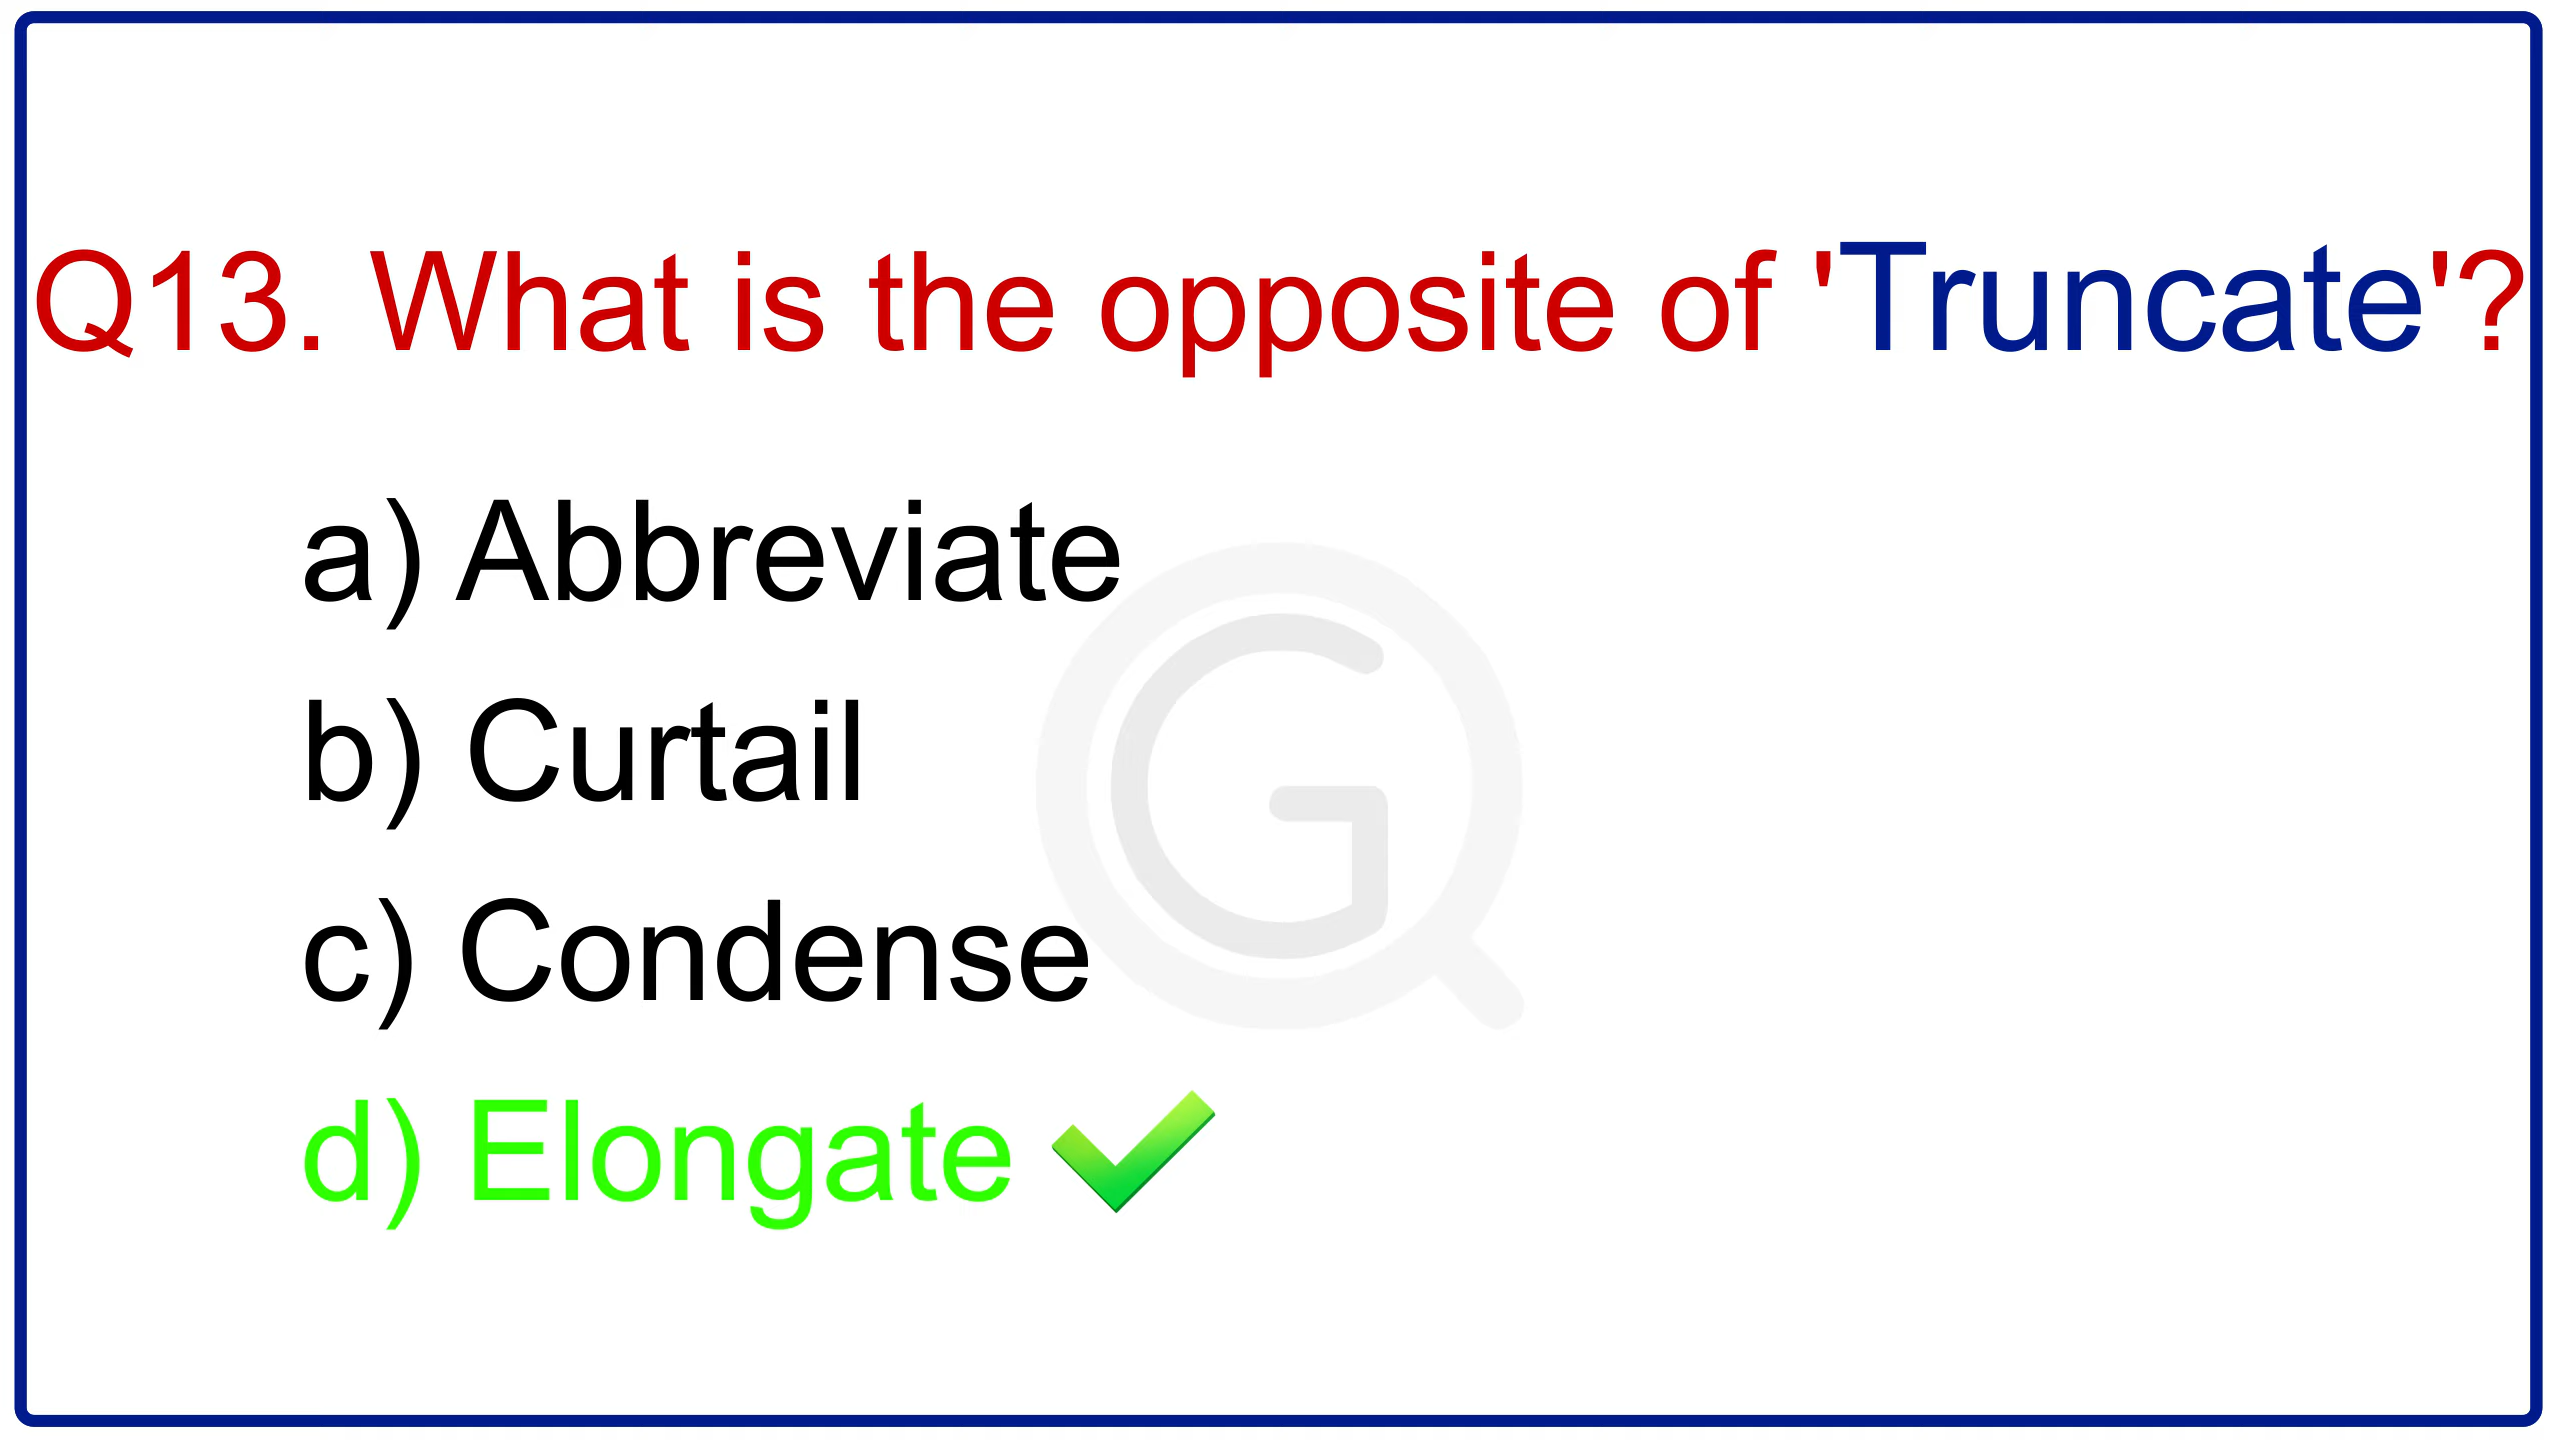 Q13. What is the opposite of 'Truncate'?
a) Abbreviate
b) Curtail
c) Condense
d) Elongate
G